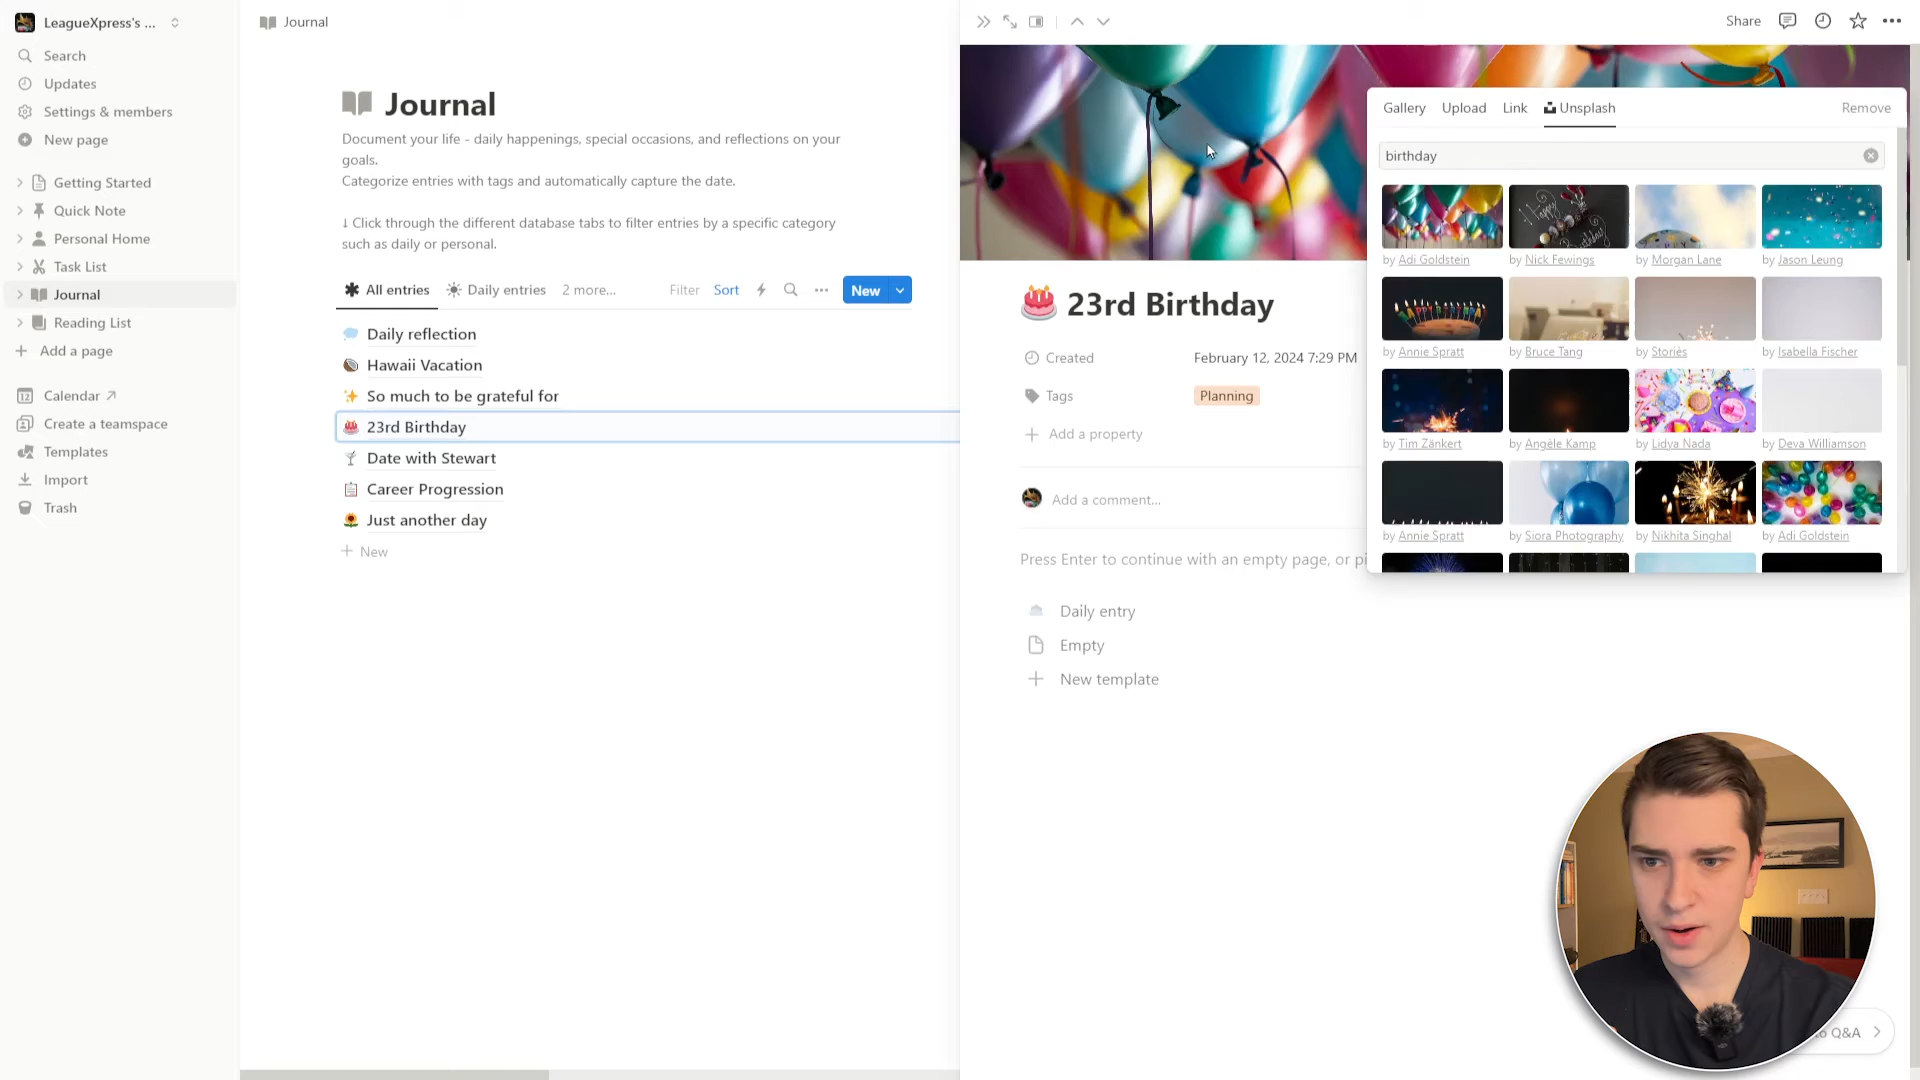 LeagueXpress's ...
Search
Updates
Settings & members
New page
Getting Started
Quick Note
Personal Home
Task List
Journal
Reading List
Add a page
Calendar ↗
Create a teamspace
Templates
Import
Trash
Journal
Journal
Document your life - daily happenings, special occasions, and reflections on your
goals.
Categorize entries with tags and automatically capture the date.
↓ Click through the different database tabs to filter entries by a specific category
such as daily or personal.
All entries Daily entries 2 more... Filter Sort New
Daily reflection
Hawaii Vacation
So much to be grateful for
23rd Birthday
Date with Stewart
Career Progression
Just another day
New
Share
23rd Birthday
Created February 12, 2024 7:29 PM
Tags Planning
Add a property
Add a comment...
Press Enter to continue with an empty page, or pi
Daily entry
Empty
New template
Gallery Upload Link Unsplash Remove
birthday
Happy
Birthday
by Adi Goldstein by Nick Fewings by Morgan Lane by Jason Leung
HAPPY BIRTHDAY
by Annie Spratt by Bruce Tang by Storiès by Isabella Fischer
by Tim Zänkert by Angèle Kamp by Lidya Nada by Deva Williamson
by Annie Spratt by Siora Photography by Nikhita Singhal by Adi Goldstein
Q&A